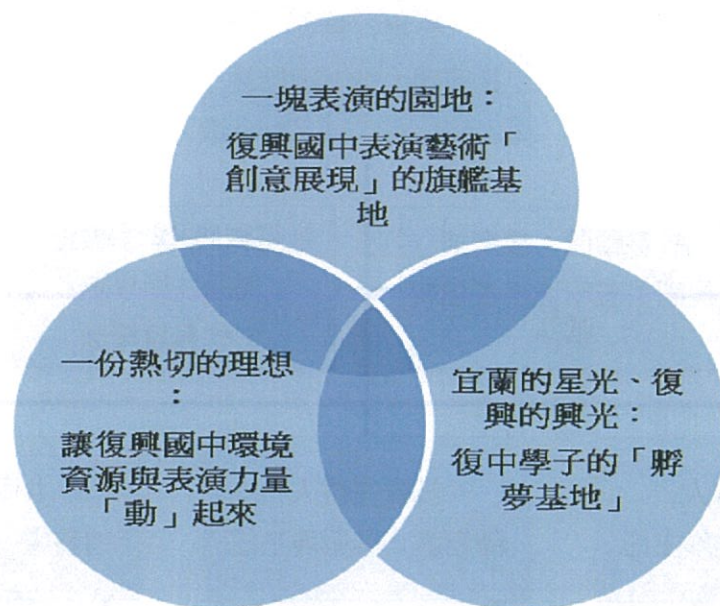 一塊表演的園地：
復興國中表演藝術「
創意展現」的旗艦基
地
一份熱切的理想
：
讓復興國中環境
資源與表演力量
「動」起來
宜蘭的星光、復
興的興光：
復中學子的「孵
夢基地」